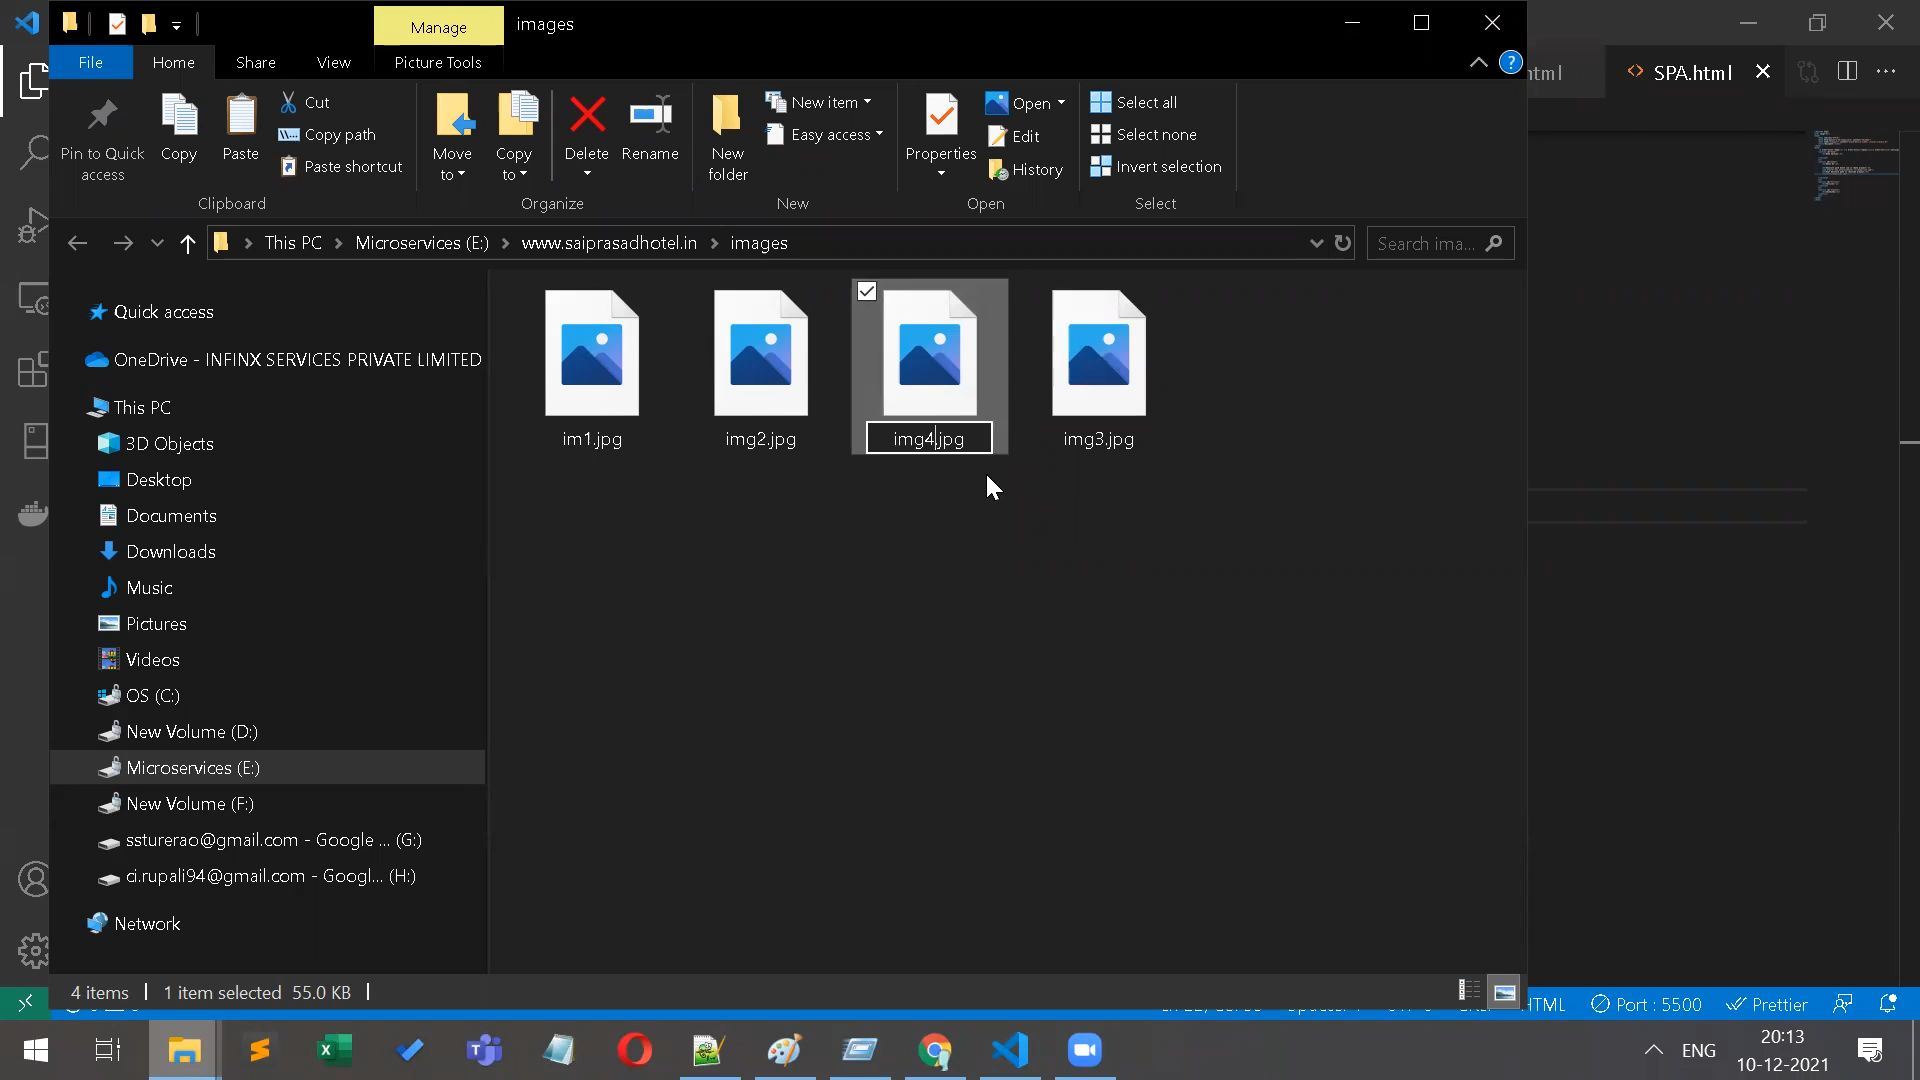 Manage images
File Home Share View Picture Tools
tml SPA.html
Pin to Quick access
Copy
Paste
Cut
Copy path
Paste shortcut
Clipboard
Move to
Copy to
Delete
Rename
Organize
New folder
New item
Easy access
New
Properties
Open
Edit
History
Open
Select all
Select none
Invert selection
Select
This PC > Microservices (E:) > www.saiprasadhotel.in > images
Search ima...
Quick access
OneDrive - INFINX SERVICES PRIVATE LIMITED
This PC
3D Objects
Desktop
Documents
Downloads
Music
Pictures
Videos
OS (C:)
New Volume (D:)
Microservices (E:)
New Volume (F:)
ssturerao@gmail.com - Google ... (G:)
ci.rupali94@gmail.com - Googl... (H:)
Network
im1.jpg img2.jpg img4.jpg img3.jpg
4 items 1 item selected 55.0 KB
HTML Port : 5500 Prettier
ENG
20:13
10-12-2021